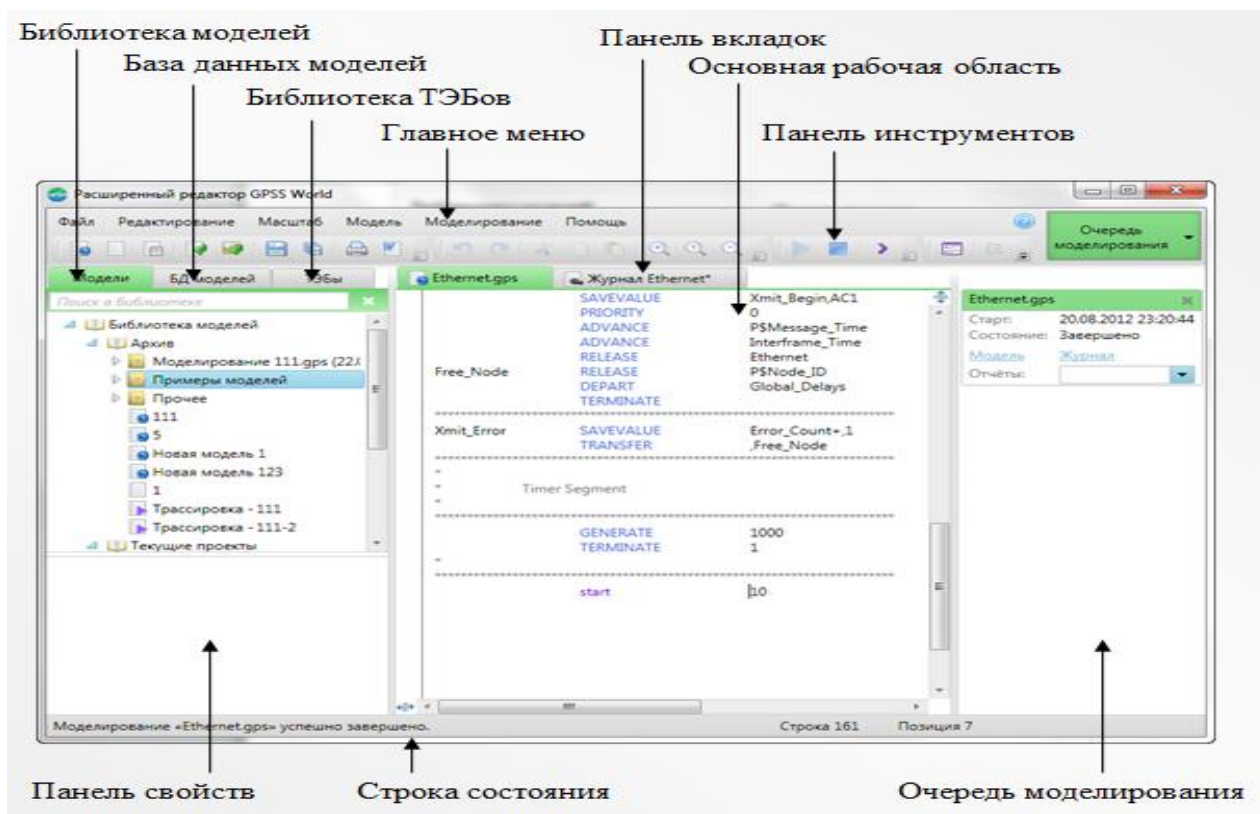 Библиотека моделей
Панель вкладок
База данных моделей
Основная рабочая область
Библиотека ТЭБов
Главное меню
Панель инструментов
Расширенный редактор GPSS World
Файл Редактирование Масштаб Модель Моделирование Помощь
Очередь моделирования
Модели БД моделей ТЭБы
Ethernet.gps Журнал Ethernet*
Поиск в библиотеке
Библиотека моделей
Архив
Моделирование 111.gps (22.
Примеры моделей
Прочее
111
5
Новая модель 1
Новая модель 123
1
Трассировка - 111
Трассировка - 111-2
Текущие проекты
SAVEVALUE Xmit_Begin,AC1
PRIORITY 0
ADVANCE P$Message_Time
ADVANCE Interframe_Time
RELEASE Ethernet
Free_Node RELEASE P$Node_ID
DEPART Global_Delays
TERMINATE
Xmit_Error SAVEVALUE Error_Count+,1
TRANSFER ,Free_Node
*
* Timer Segment
*
GENERATE 1000
TERMINATE 1
*
start 10
Ethernet.gps
Старт: 20.08.2012 23:20:44
Состояние: Завершено
Модель Журнал
Отчёты:
Моделирование «Ethernet.gps» успешно завершено.
Строка 161 Позиция 7
Панель свойств
Строка состояния
Очередь моделирования